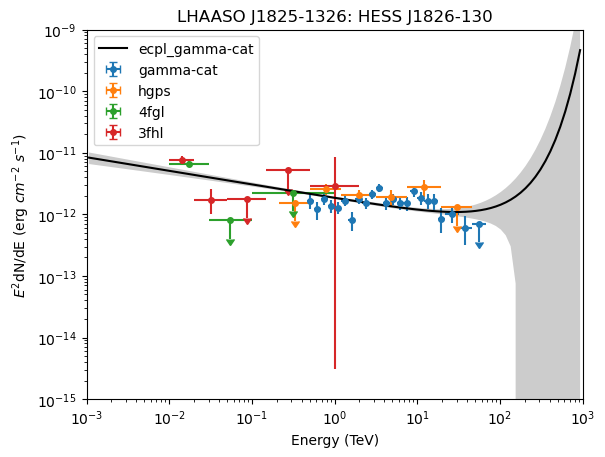 LHAASO J1825-1326: HESS J1826-130
ecpl_gamma-cat
gamma-cat
hgps
4fgl
3fhl
E²dN/dE (erg cm⁻² s⁻¹)
10⁻⁹
10⁻¹⁰
10⁻¹¹
10⁻¹²
10⁻¹³
10⁻¹⁴
10⁻¹⁵
10⁻³ 10⁻² 10⁻¹ 10⁰ 10¹ 10² 10³
Energy (TeV)